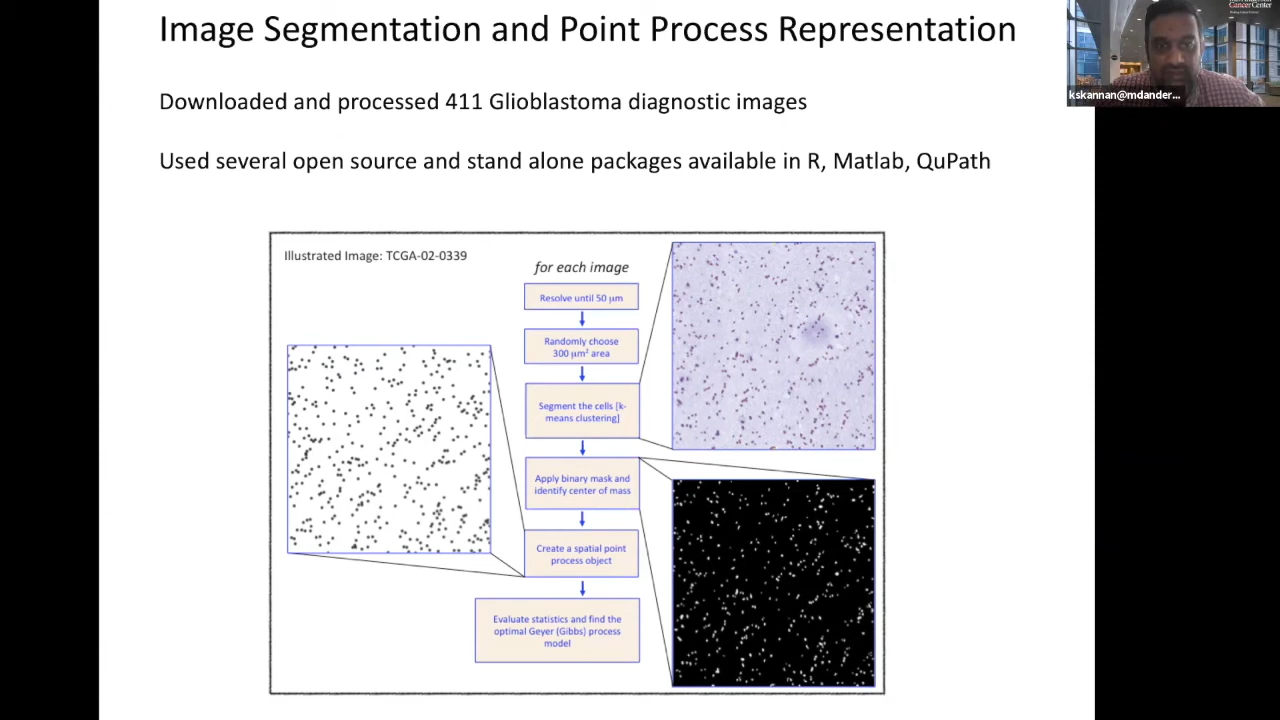 Image Segmentation and Point Process Representation
Cancer Center
kskannan@mdander...
Downloaded and processed 411 Glioblastoma diagnostic images
Used several open source and stand alone packages available in R, Matlab, QuPath
Illustrated Image: TCGA-02-0339
for each image
Resolve until 50 μm
Randomly choose
300 μm² area
Segment the cells [k-
means clustering]
Apply binary mask and
identify center of mass
Create a spatial point
process object
Evaluate statistics and find the
optimal Geyer (Gibbs) process
model